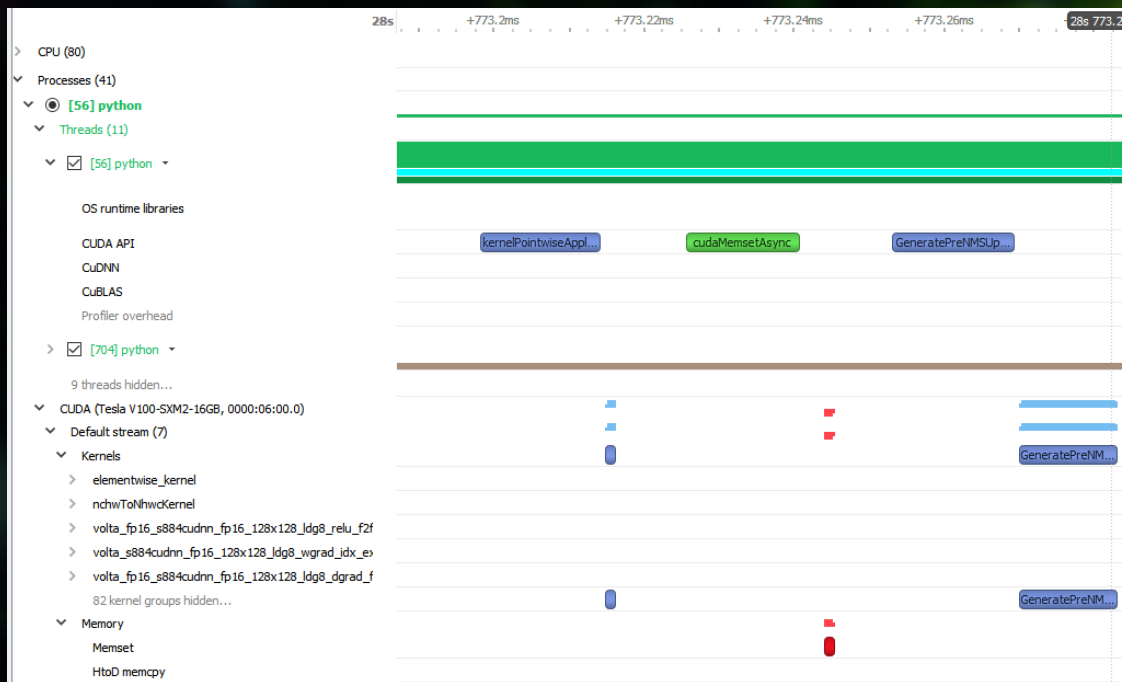 28s +773.2ms +773.22ms +773.24ms +773.26ms 28s 773.2
CPU (80)
Processes (41)
[56] python
Threads (11)
[56] python
OS runtime libraries
CUDA API kernelPointwiseAppl... cudaMemsetAsync GeneratePreNMSUp...
CuDNN
CuBLAS
Profiler overhead
[704] python
9 threads hidden...
CUDA (Tesla V100-SXM2-16GB, 0000:06:00.0)
Default stream (7)
Kernels GeneratePreNM...
elementwise_kernel
nchwToNhwcKernel
volta_fp16_s884cudnn_fp16_128x128_ldg8_relu_f2f
volta_s884cudnn_fp16_128x128_ldg8_wgrad_idx_ex
volta_fp16_s884cudnn_fp16_128x128_ldg8_dgrad_f
82 kernel groups hidden... GeneratePreNM...
Memory
Memset
HtoD memcpy